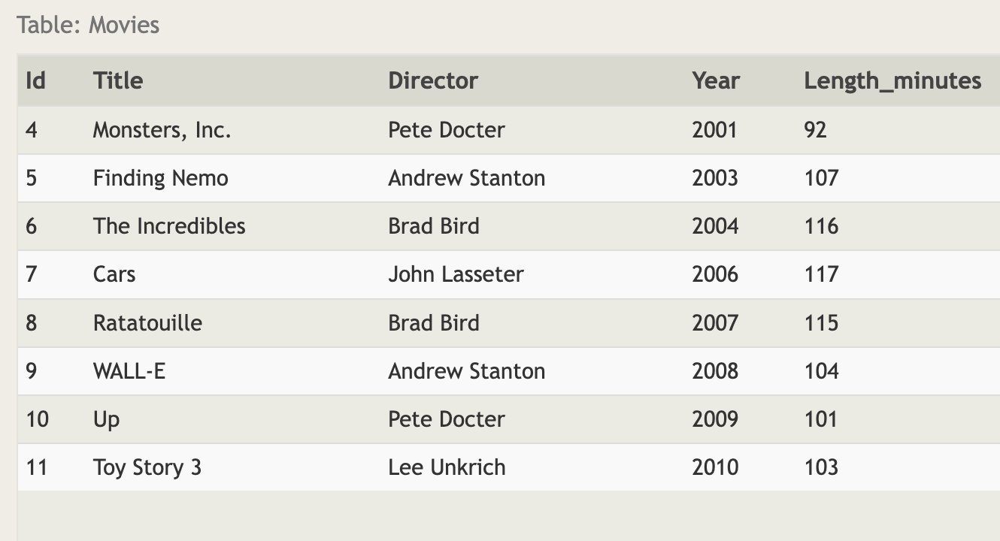 Table: Movies
Id Title Director Year Length_minutes
4 Monsters, Inc. Pete Docter 2001 92
5 Finding Nemo Andrew Stanton 2003 107
6 The Incredibles Brad Bird 2004 116
7 Cars John Lasseter 2006 117
8 Ratatouille Brad Bird 2007 115
9 WALL-E Andrew Stanton 2008 104
10 Up Pete Docter 2009 101
11 Toy Story 3 Lee Unkrich 2010 103